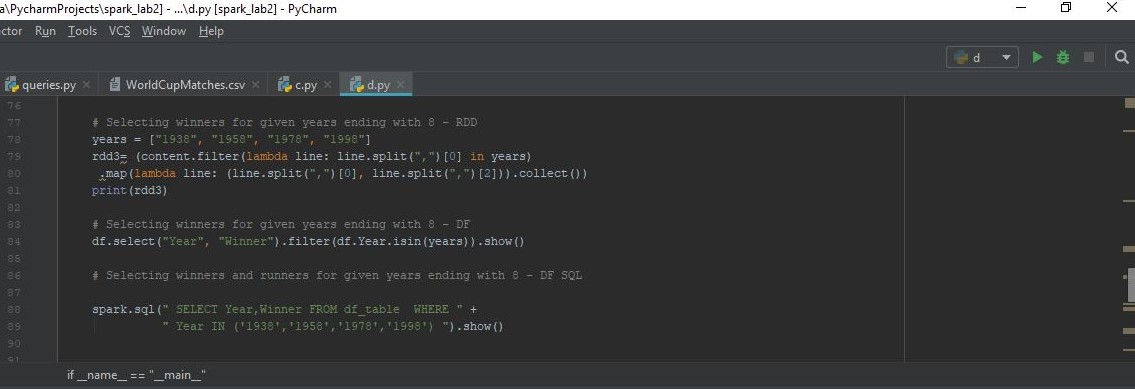 a\PycharmProjects\spark_lab2] - ...\d.py [spark_lab2] - PyCharm
ctor Run Tools VCS Window Help
d
queries.py WorldCupMatches.csv c.py d.py
76
77 # Selecting winners for given years ending with 8 - RDD
78 years = ["1938", "1958", "1978", "1998"]
79 rdd3= (content.filter(lambda line: line.split(",")[0] in years)
80 .map(lambda line: (line.split(",")[0], line.split(",")[2])).collect())
81 print(rdd3)
82
83 # Selecting winners for given years ending with 8 - DF
84 df.select("Year", "Winner").filter(df.Year.isin(years)).show()
85
86 # Selecting winners and runners for given years ending with 8 - DF SQL
87
88 spark.sql(" SELECT Year,Winner FROM df_table  WHERE " +
89 " Year IN ('1938','1958','1978','1998') ").show()
90
91
if __name__ == "__main__"